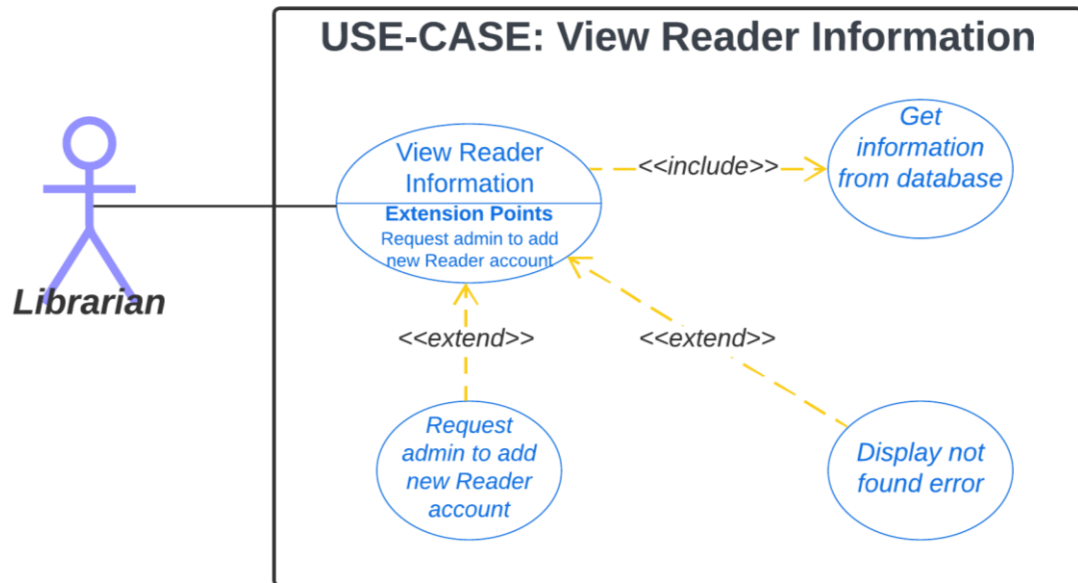 USE-CASE: View Reader Information
View Reader
Information
Extension Points
Request admin to add
new Reader account
<<include>>
Get
information
from database
Librarian
<<extend>>
<<extend>>
Request
admin to add
new Reader
account
Display not
found error